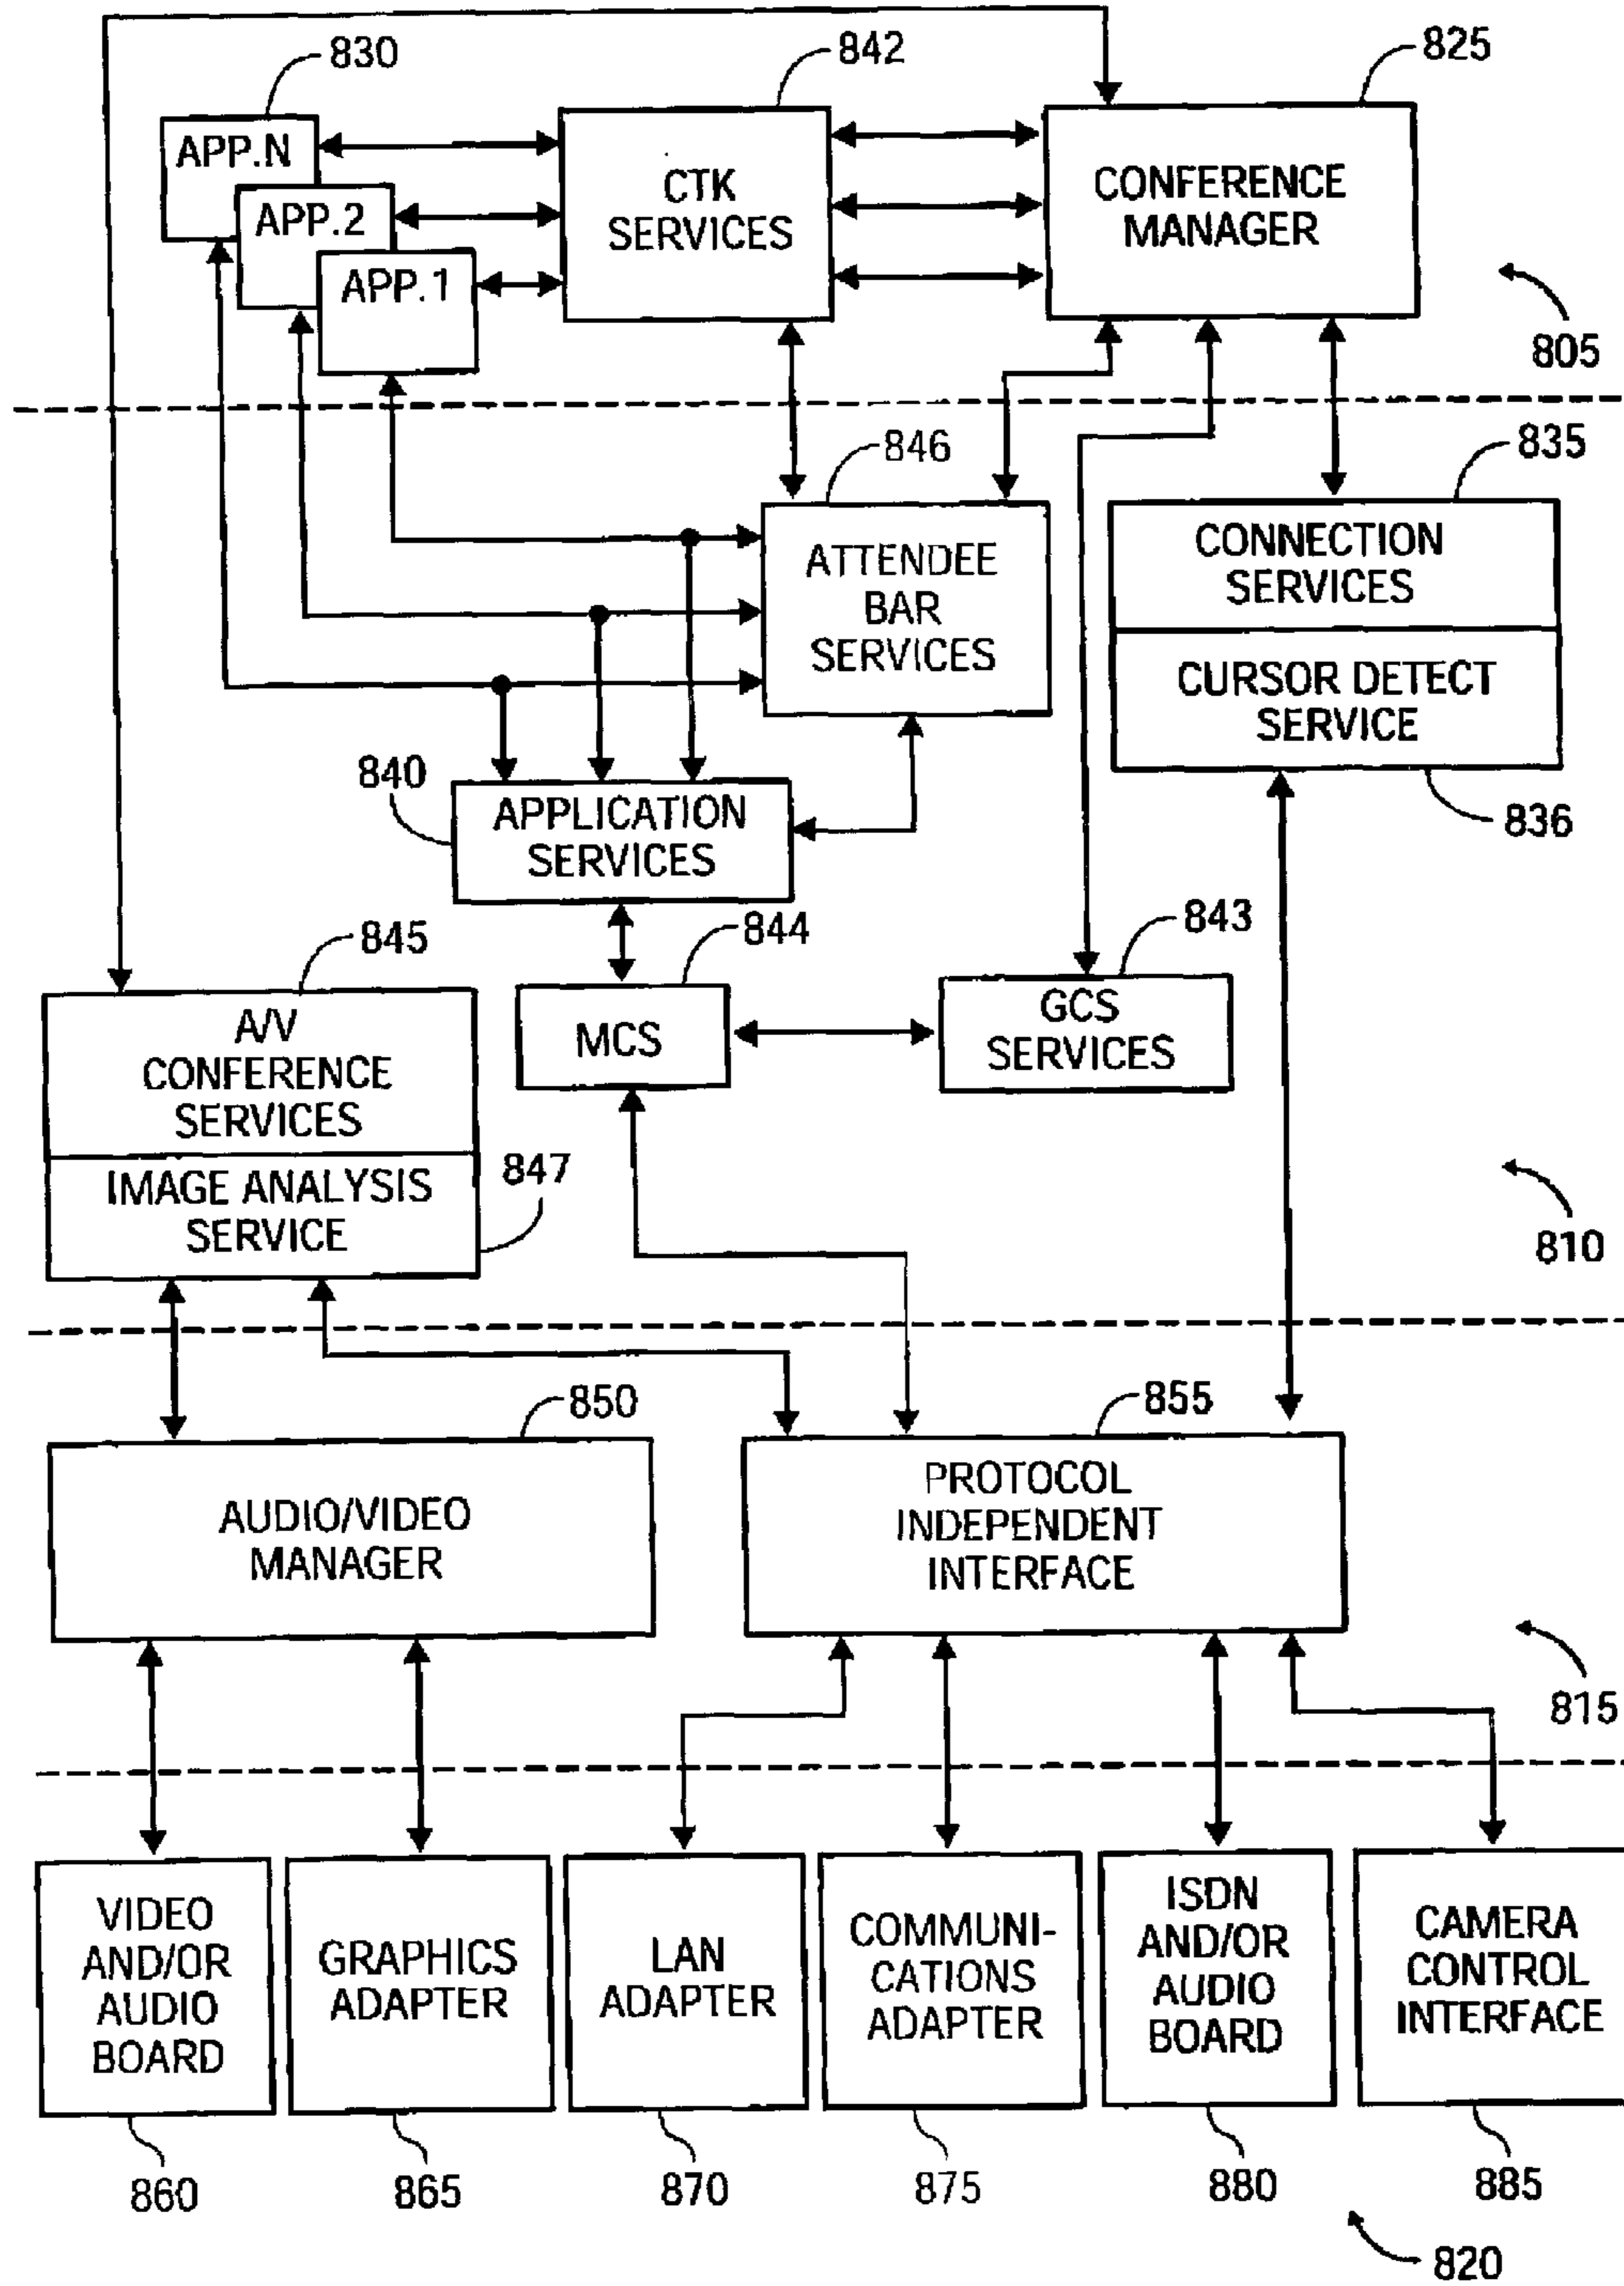 830
842
825
APP.N
APP.2
APP.1
CTK
SERVICES
CONFERENCE
MANAGER
805
846
835
ATTENDEE
BAR
SERVICES
CONNECTION
SERVICES
CURSOR DETECT
SERVICE
836
840
APPLICATION
SERVICES
845
844
843
A/V
CONFERENCE
SERVICES
MCS
GCS
SERVICES
IMAGE ANALYSIS
SERVICE
847
810
850
855
AUDIO/VIDEO
MANAGER
PROTOCOL
INDEPENDENT
INTERFACE
815
VIDEO
AND/OR
AUDIO
BOARD
GRAPHICS
ADAPTER
LAN
ADAPTER
COMMUNI-
CATIONS
ADAPTER
ISDN
AND/OR
AUDIO
BOARD
CAMERA
CONTROL
INTERFACE
860
865
870
875
880
885
820